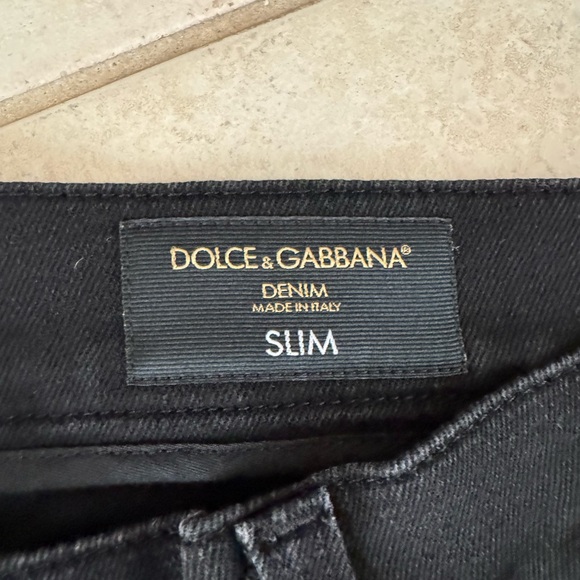 DOLCE & GABBANA®
DENIM
MADE IN ITALY
SLIM